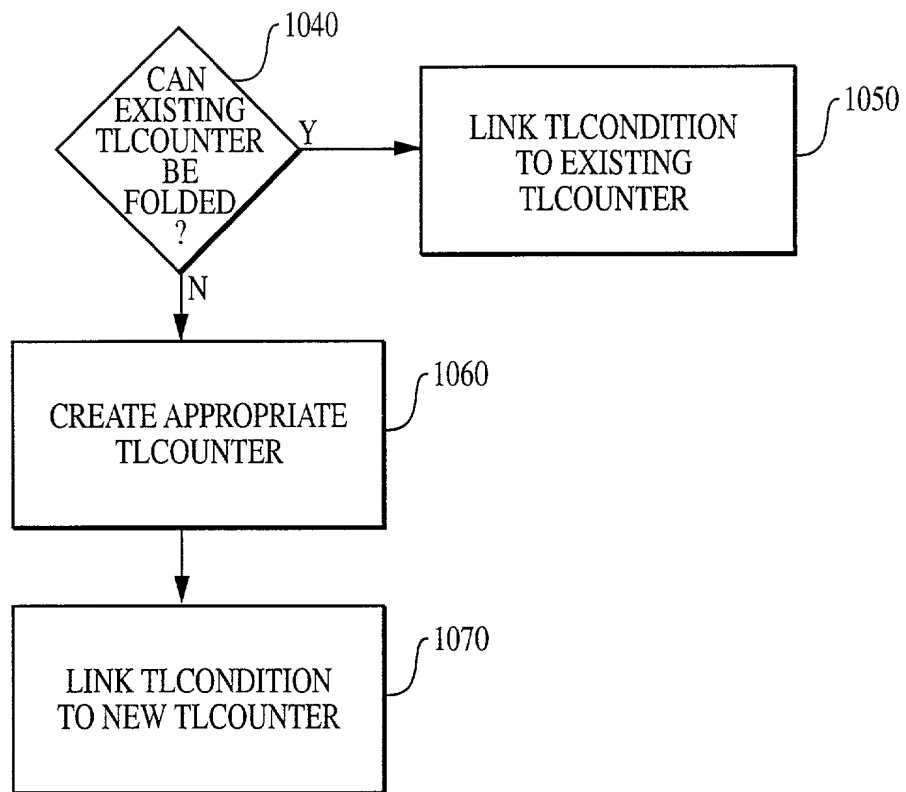 1040
CAN
EXISTING
TLCOUNTER
BE
FOLDED
?
Y
N
LINK TLCONDITION
TO EXISTING
TLCOUNTER
1050
CREATE APPROPRIATE
TLCOUNTER
1060
LINK TLCONDITION
TO NEW TLCOUNTER
1070